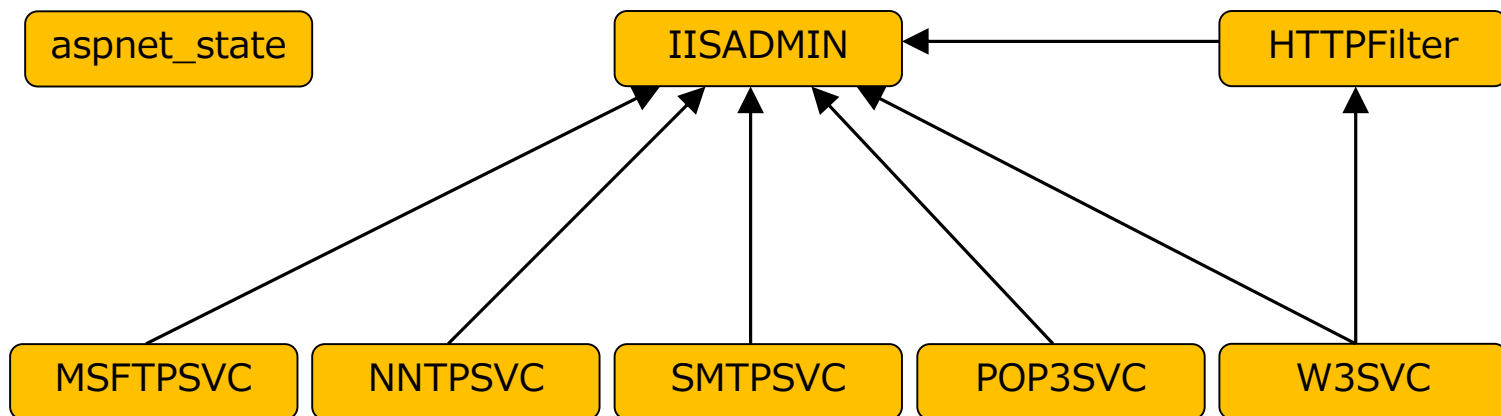 aspnet_state
IISADMIN
HTTPFilter
MSFTPSVC
NNTPSVC
SMTPSVC
POP3SVC
W3SVC